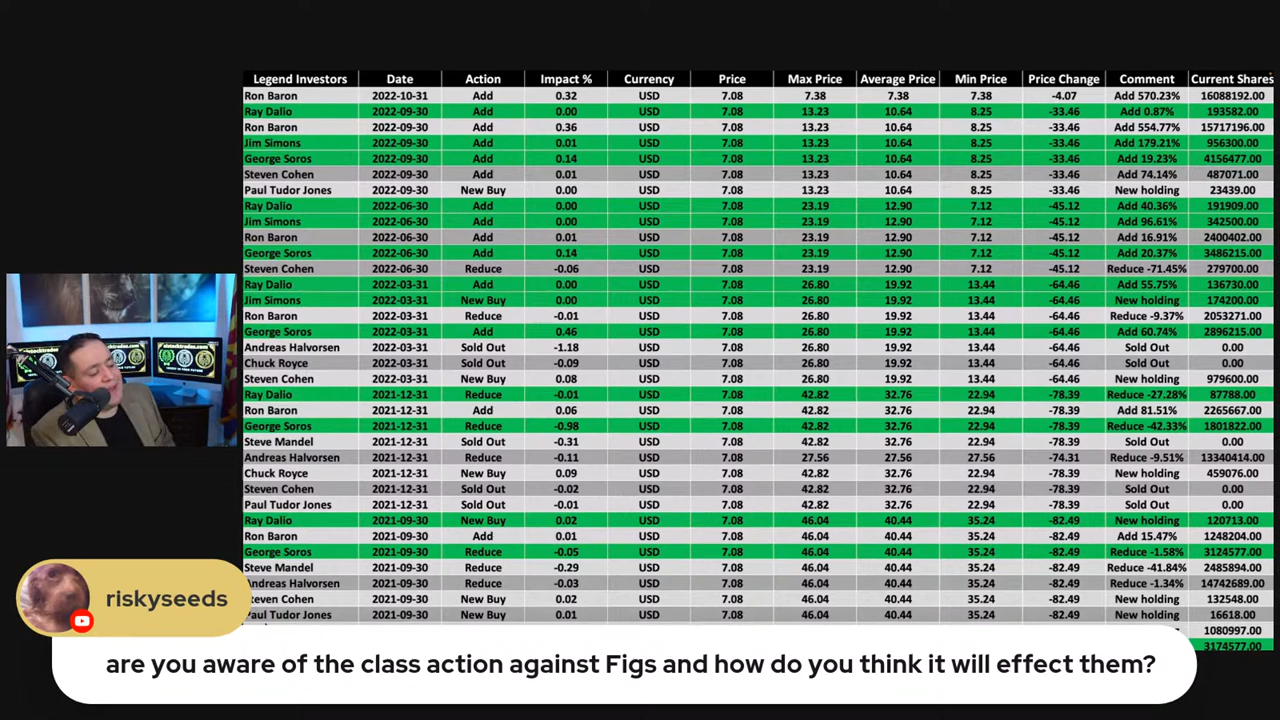 Legend Investors Date Action Impact % Currency Price Max Price Average Price Min Price Price Change Comment Current Shares
Ron Baron 2022-10-31 Add 0.32 USD 7.08 7.38 7.38 7.38 -4.07 Add 570.23% 16088192.00
Ray Dalio 2022-09-30 Add 0.00 USD 7.08 13.23 10.64 8.25 -33.46 Add 0.87% 193582.00
Ron Baron 2022-09-30 Add 0.36 USD 7.08 13.23 10.64 8.25 -33.46 Add 554.77% 15717196.00
Jim Simons 2022-09-30 Add 0.01 USD 7.08 13.23 10.64 8.25 -33.46 Add 179.21% 956300.00
George Soros 2022-09-30 Add 0.14 USD 7.08 13.23 10.64 8.25 -33.46 Add 19.23% 4156477.00
Steven Cohen 2022-09-30 Add 0.01 USD 7.08 13.23 10.64 8.25 -33.46 Add 74.14% 487071.00
Paul Tudor Jones 2022-09-30 New Buy 0.00 USD 7.08 13.23 10.64 8.25 -33.46 New holding 23439.00
Ray Dalio 2022-06-30 Add 0.00 USD 7.08 23.19 12.90 7.12 -45.12 Add 40.36% 191909.00
Jim Simons 2022-06-30 Add 0.00 USD 7.08 23.19 12.90 7.12 -45.12 Add 96.61% 342500.00
Ron Baron 2022-06-30 Add 0.01 USD 7.08 23.19 12.90 7.12 -45.12 Add 16.91% 2400402.00
George Soros 2022-06-30 Add 0.14 USD 7.08 23.19 12.90 7.12 -45.12 Add 20.37% 3486215.00
Steven Cohen 2022-06-30 Reduce -0.06 USD 7.08 23.19 12.90 7.12 -45.12 Reduce -71.45% 279700.00
Ray Dalio 2022-03-31 Add 0.00 USD 7.08 26.80 19.92 13.44 -64.46 Add 55.75% 136730.00
Jim Simons 2022-03-31 New Buy 0.00 USD 7.08 26.80 19.92 13.44 -64.46 New holding 174200.00
Ron Baron 2022-03-31 Reduce -0.01 USD 7.08 26.80 19.92 13.44 -64.46 Reduce -9.37% 2053271.00
George Soros 2022-03-31 Add 0.46 USD 7.08 26.80 19.92 13.44 -64.46 Add 60.74% 2896215.00
Andreas Halvorsen 2022-03-31 Sold Out -1.18 USD 7.08 26.80 19.92 13.44 -64.46 Sold Out 0.00
Chuck Royce 2022-03-31 Sold Out -0.09 USD 7.08 26.80 19.92 13.44 -64.46 Sold Out 0.00
Steven Cohen 2022-03-31 New Buy 0.08 USD 7.08 26.80 19.92 13.44 -64.46 New holding 979600.00
Ray Dalio 2021-12-31 Reduce -0.01 USD 7.08 42.82 32.76 22.94 -78.39 Reduce -27.28% 87788.00
Ron Baron 2021-12-31 Add 0.06 USD 7.08 42.82 32.76 22.94 -78.39 Add 81.51% 2265667.00
George Soros 2021-12-31 Reduce -0.98 USD 7.08 42.82 32.76 22.94 -78.39 Reduce -42.33% 1801822.00
Steve Mandel 2021-12-31 Sold Out -0.31 USD 7.08 42.82 32.76 22.94 -78.39 Sold Out 0.00
Andreas Halvorsen 2021-12-31 Reduce -0.11 USD 7.08 27.56 27.56 27.56 -74.31 Reduce -9.51% 13340414.00
Chuck Royce 2021-12-31 New Buy 0.09 USD 7.08 42.82 32.76 22.94 -78.39 New holding 459076.00
Steven Cohen 2021-12-31 Sold Out -0.02 USD 7.08 42.82 32.76 22.94 -78.39 Sold Out 0.00
Paul Tudor Jones 2021-12-31 Sold Out -0.01 USD 7.08 42.82 32.76 22.94 -78.39 Sold Out 0.00
Ray Dalio 2021-09-30 New Buy 0.02 USD 7.08 46.04 40.44 35.24 -82.49 New holding 120713.00
Ron Baron 2021-09-30 Add 0.01 USD 7.08 46.04 40.44 35.24 -82.49 Add 15.47% 1248204.00
George Soros 2021-09-30 Reduce -0.05 USD 7.08 46.04 40.44 35.24 -82.49 Reduce -1.58% 3124577.00
Steve Mandel 2021-09-30 Reduce -0.29 USD 7.08 46.04 40.44 35.24 -82.49 Reduce -41.84% 2485894.00
Andreas Halvorsen 2021-09-30 Reduce -0.03 USD 7.08 46.04 40.44 35.24 -82.49 Reduce -1.34% 14742689.00
Steven Cohen 2021-09-30 New Buy 0.02 USD 7.08 46.04 40.44 35.24 -82.49 New holding 132548.00
Paul Tudor Jones 2021-09-30 New Buy 0.01 USD 7.08 46.04 40.44 35.24 -82.49 New holding 16618.00
1080997.00
3174577.00
riskyseeds
are you aware of the class action against Figs and how do you think it will effect them?